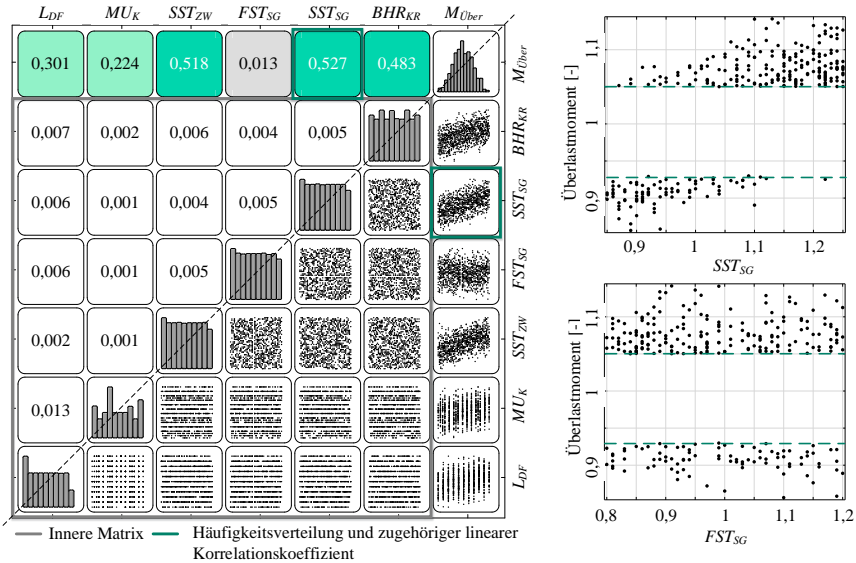 L_DF MU_K SST_ZW FST_SG SST_SG BHR_KR M_Über
0,301 0,224 0,518 0,013 0,527 0,483 M_Über
0,007 0,002 0,006 0,004 0,005 BHR_KR
0,006 0,001 0,004 0,005 SST_SG
0,006 0,001 0,005 FST_SG
0,002 0,001 SST_ZW
0,013 MU_K
L_DF
Innere Matrix
Häufigkeitsverteilung und zugehöriger linearer
Korrelationskoeffizient
Überlastmoment [-]
1,1
1
0,9
0,9 1 1,1 1,2
SST_SG
Überlastmoment [-]
1,1
1
0,9
0,8 0,9 1 1,1 1,2
FST_SG